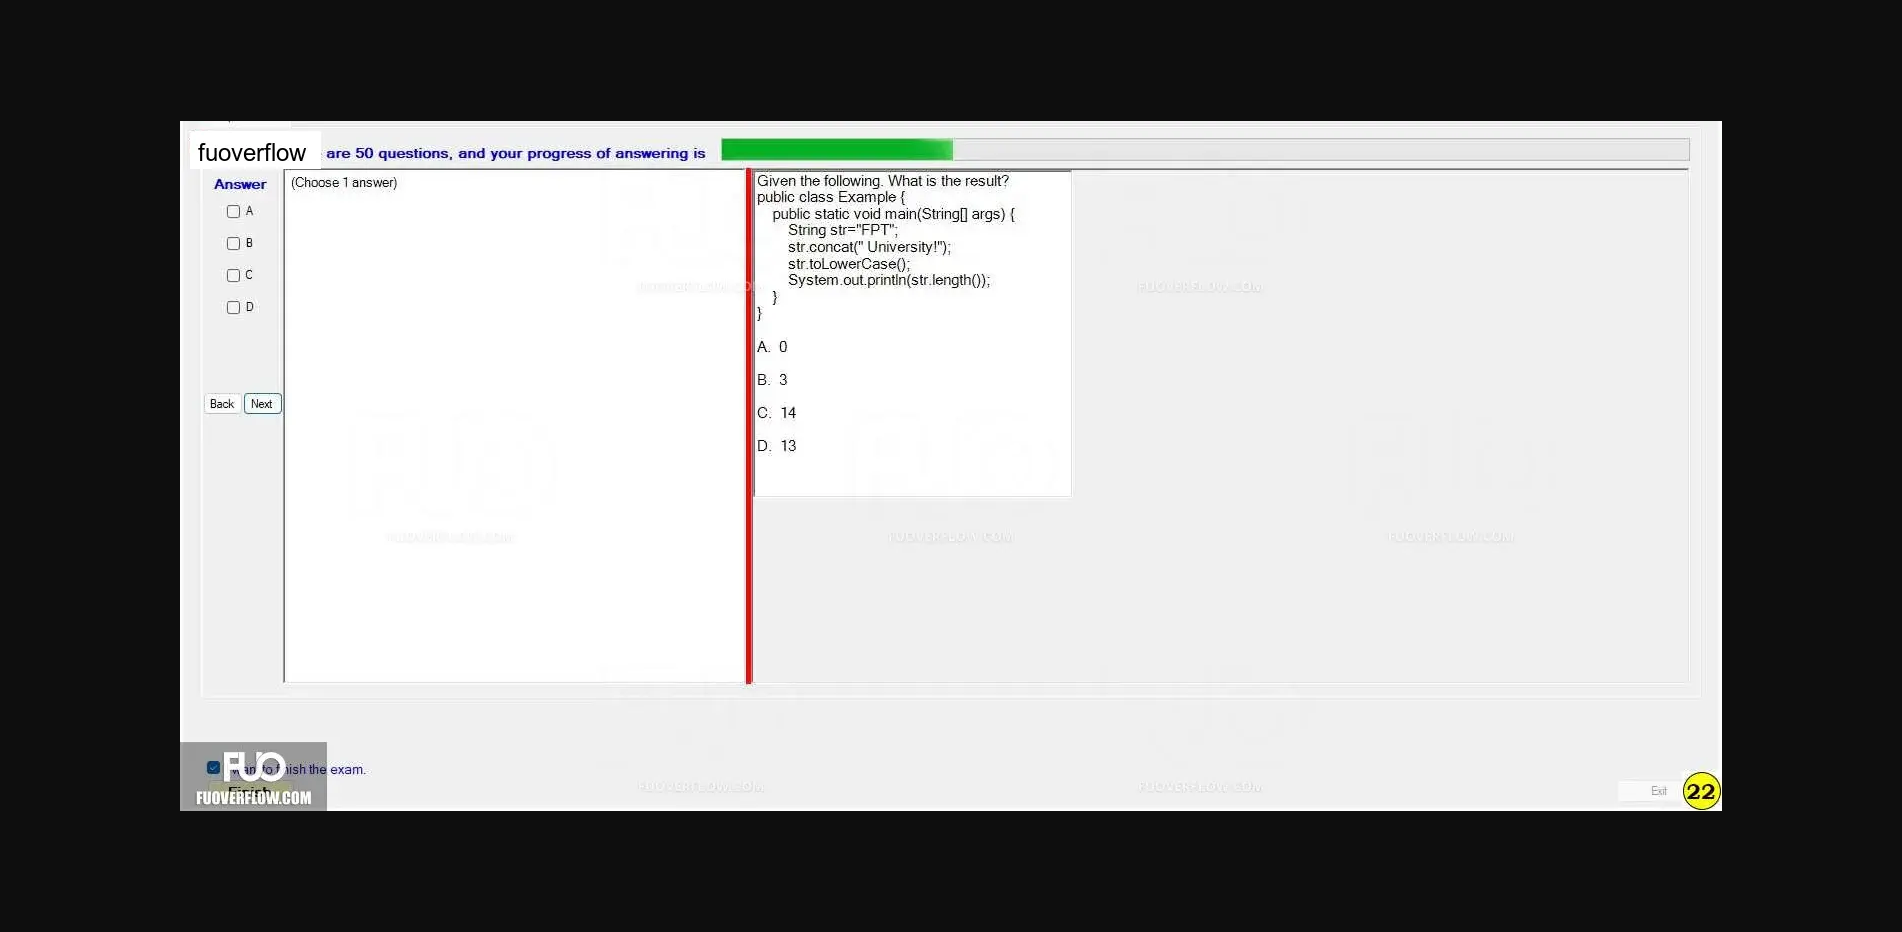 fuoverflow
are 50 questions, and your progress of answering is
Answer
(Choose 1 answer)
A
B
C
D
Back
Next
Given the following. What is the result?
public class Example {
public static void main(String[] args) {
String str="FPT";
str.concat(" University!");
str.toLowerCase();
System.out.println(str.length());
}
}
A. 0
B. 3
C. 14
D. 13
FUOVERFLOW.COM
FUOVERFLOW.COM
FUOVERFLOW.COM
FUOVERFLOW.COM
FUOVERFLOW.COM
FUOVERFLOW.COM
FUOVERFLOW.COM
want to finish the exam.
Finish
FUO
FUOVERFLOW.COM
Exit
22